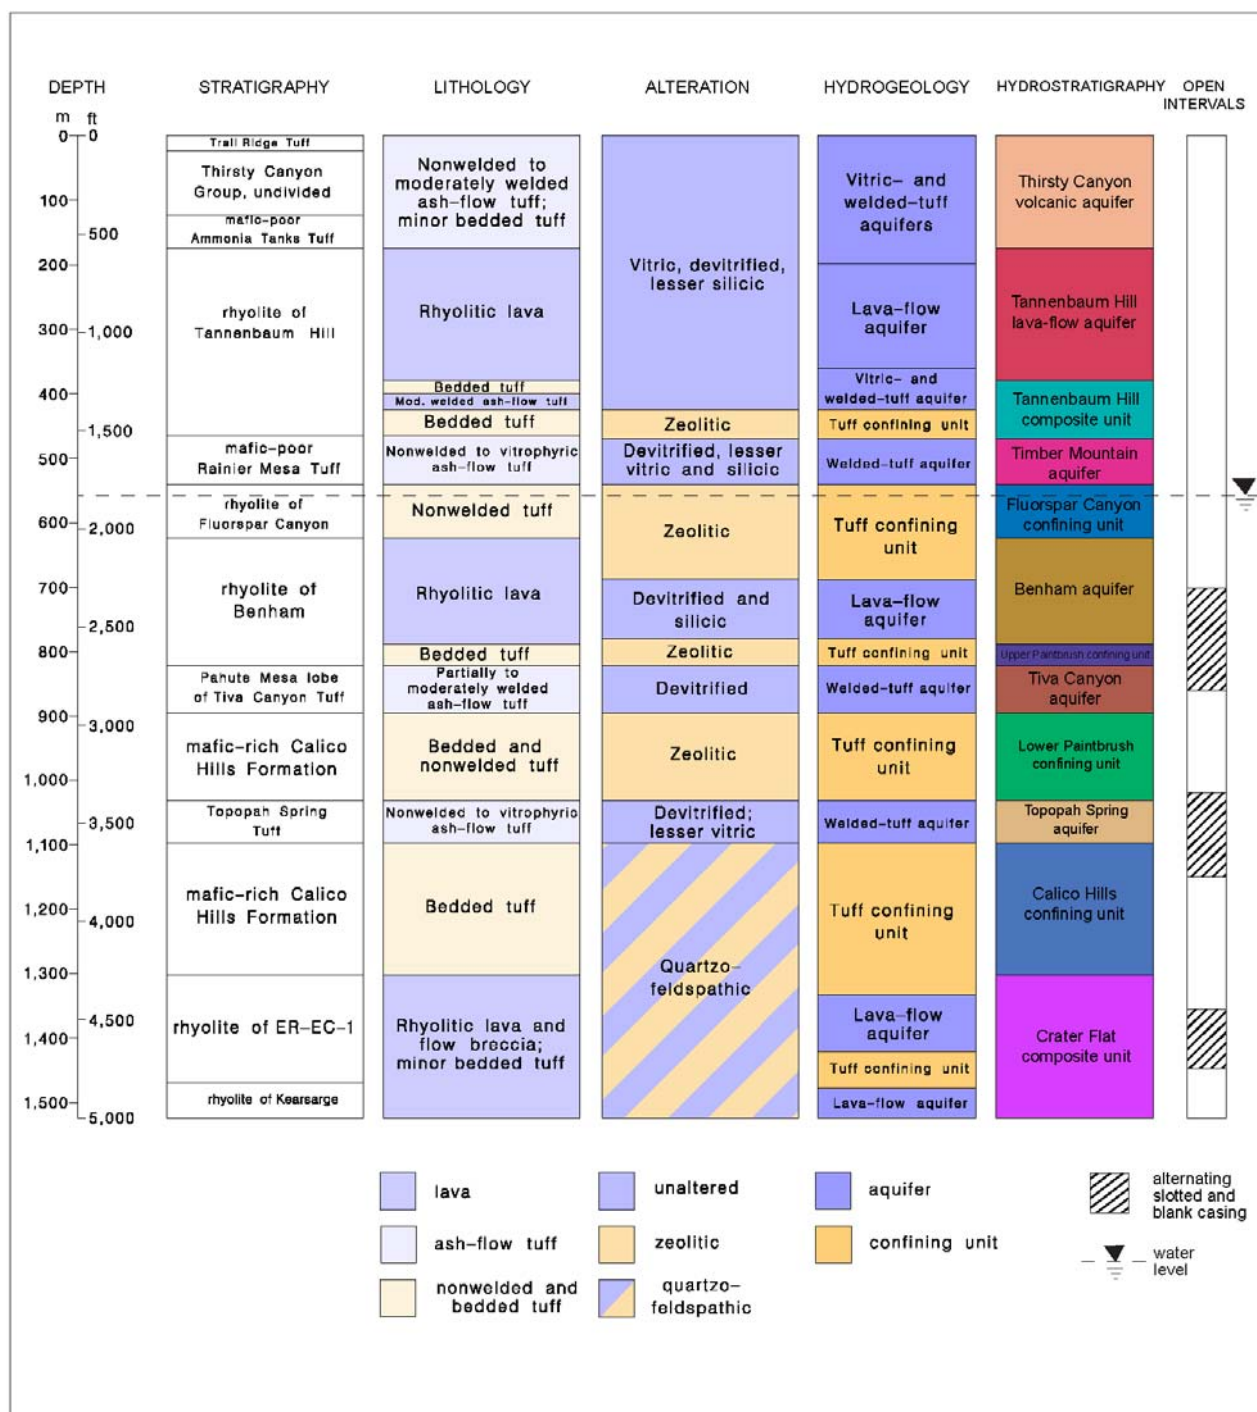 DEPTH
m ft
STRATIGRAPHY
LITHOLOGY
ALTERATION
HYDROGEOLOGY
HYDROSTRATIGRAPHY
OPEN
INTERVALS
0
100
200
300
400
500
600
700
800
900
1,000
1,100
1,200
1,300
1,400
1,500
0
500
1,000
1,500
2,000
2,500
3,000
3,500
4,000
4,500
5,000
Trail Ridge Tuff
Thirsty Canyon
Group, undivided
mafic-poor
Ammonia Tanks Tuff
rhyolite of
Tannenbaum Hill
mafic-poor
Rainier Mesa Tuff
rhyolite of
Fluorspar Canyon
rhyolite of
Benham
Pahute Mesa lobe
of Tiva Canyon Tuff
mafic-rich Calico
Hills Formation
Topopah Spring
Tuff
mafic-rich Calico
Hills Formation
rhyolite of ER-EC-1
rhyolite of Kearsarge
Nonwelded to
moderately welded
ash-flow tuff;
minor bedded tuff
Rhyolitic lava
Bedded tuff
Mod. welded ash-flow tuff
Bedded tuff
Nonwelded to vitrophyric
ash-flow tuff
Nonwelded tuff
Rhyolitic lava
Bedded tuff
Partially to
moderately welded
ash-flow tuff
Bedded and
nonwelded tuff
Nonwelded to vitrophyric
ash-flow tuff
Bedded tuff
Rhyolitic lava and
flow breccia;
minor bedded tuff
Vitric, devitrified,
lesser silicic
Zeolitic
Devitrified, lesser
vitric and silicic
Zeolitic
Devitrified and
silicic
Zeolitic
Devitrified
Zeolitic
Devitrified;
lesser vitric
Quartzo-
feldspathic
Vitric- and
welded-tuff
aquifers
Lava-flow
aquifer
Vitric- and
welded-tuff aquifer
Tuff confining unit
Welded-tuff aquifer
Tuff confining
unit
Lava-flow
aquifer
Tuff confining unit
Welded-tuff aquifer
Tuff confining
unit
Welded-tuff aquifer
Tuff confining
unit
Lava-flow
aquifer
Tuff confining unit
Lava-flow aquifer
Thirsty Canyon
volcanic aquifer
Tannenbaum Hill
lava-flow aquifer
Tannenbaum Hill
composite unit
Timber Mountain
aquifer
Fluorspar Canyon
confining unit
Benham aquifer
Upper Paintbrush confining unit
Tiva Canyon
aquifer
Lower Paintbrush
confining unit
Topopah Spring
aquifer
Calico Hills
confining unit
Crater Flat
composite unit
lava
ash-flow tuff
nonwelded and
bedded tuff
unaltered
zeolitic
quartzo-
feldspathic
aquifer
confining unit
alternating
slotted and
blank casing
water
level